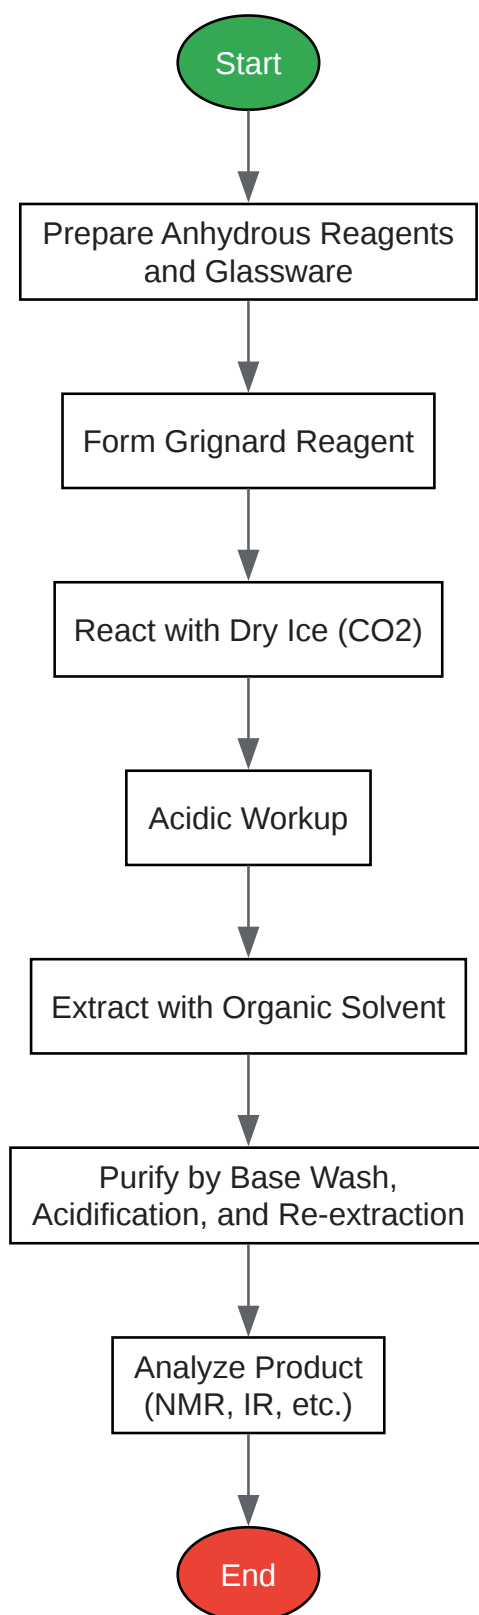 Start
Prepare Anhydrous Reagents
and Glassware
Form Grignard Reagent
React with Dry Ice (CO2)
Acidic Workup
Extract with Organic Solvent
Purify by Base Wash,
Acidification, and Re-extraction
Analyze Product
(NMR, IR, etc.)
End